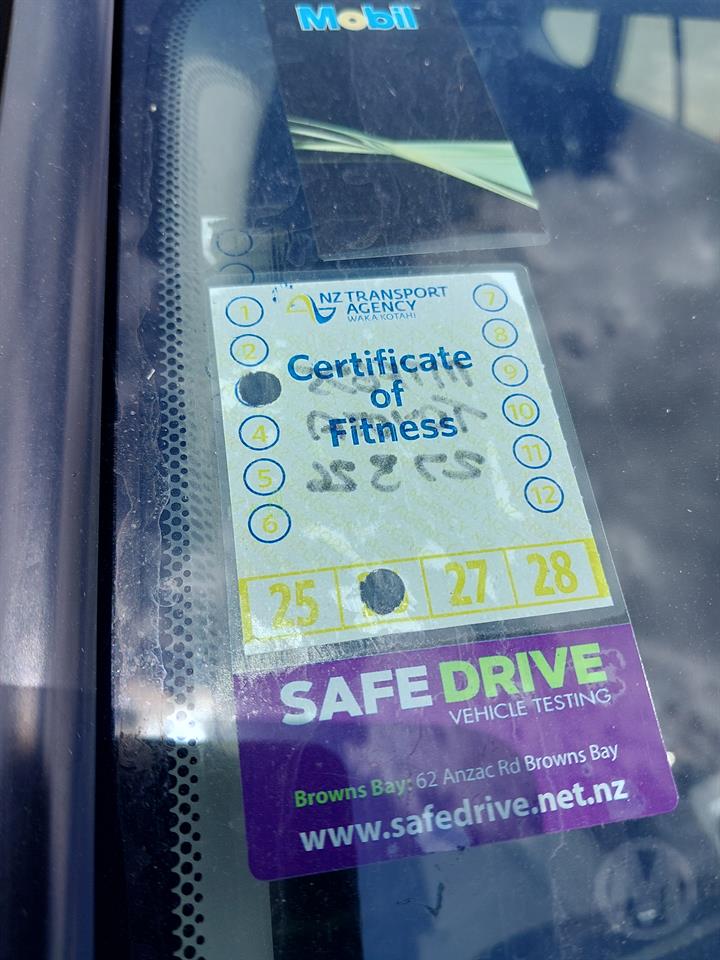 Mobil
NZ TRANSPORT
AGENCY
WAKA KOTAHI
1
7
2
8
9
4
10
5
11
6
12
Certificate
of
Fitness
25 27 28
SAFE DRIVE
VEHICLE TESTING
Browns Bay: 62 Anzac Rd Browns Bay
www.safedrive.net.nz
M